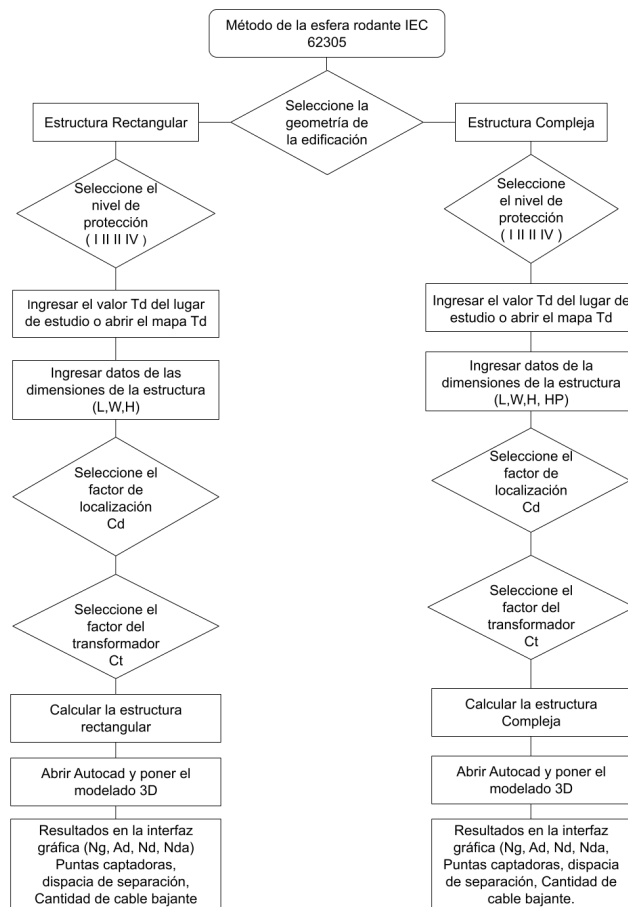 Método de la esfera rodante IEC
62305
Seleccione la
geometría de
la edificación
Estructura Rectangular
Seleccione el
nivel de
protección
( I II II IV )
Ingresar el valor Td del lugar
de estudio o abrir el mapa Td
Ingresar datos de las
dimensiones de la estructura
(L,W,H)
Seleccione el
factor de
localización
Cd
Seleccione el
factor del
transformador
Ct
Calcular la estructura
rectangular
Abrir Autocad y poner el
modelado 3D
Resultados en la interfaz
gráfica (Ng, Ad, Nd, Nda)
Puntas captadoras,
dispacia de separación,
Cantidad de cable bajante
Estructura Compleja
Seleccione
el nivel de
protección
( I II II IV )
Ingresar el valor Td del lugar de
estudio o abrir el mapa Td
Ingresar datos de la
dimensiones de la estructura
(L,W,H, HP)
Seleccione el
factor de
localización
Cd
Seleccione el
factor del
transformador
Ct
Calcular la estructura
Compleja
Abrir Autocad y poner el
modelado 3D
Resultados en la interfaz
gráfica (Ng, Ad, Nd, Nda,
Puntas captadoras, dispacia
de separación, Cantidad de
cable bajante.